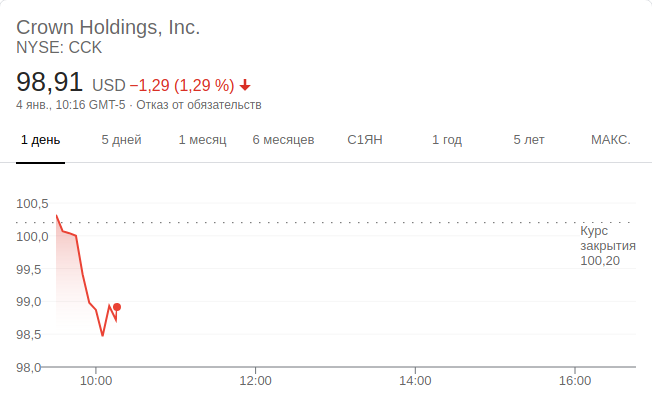 Crown Holdings, Inc.
NYSE: CCK
98,91 USD −1,29 (1,29 %)
4 янв., 10:16 GMT-5 · Отказ от обязательств
1 день 5 дней 1 месяц 6 месяцев С1ЯН 1 год 5 лет МАКС.
100,5
100,0
99,5
99,0
98,5
98,0
Курс
закрытия
100,20
10:00 12:00 14:00 16:00